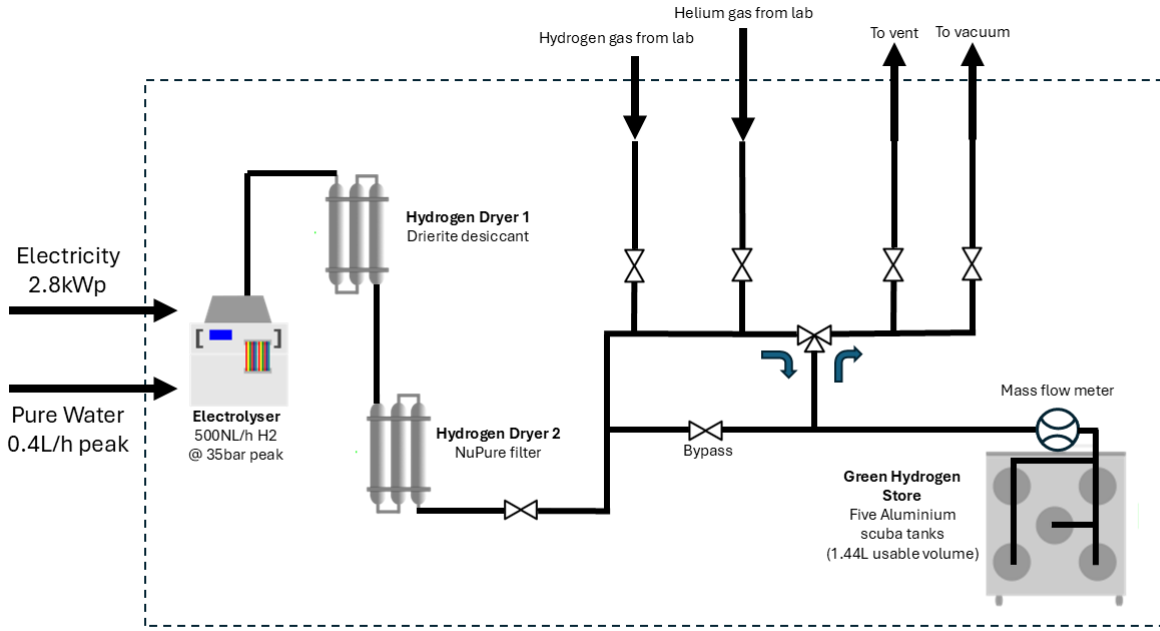 Helium gas from lab
Hydrogen gas from lab
To vent
To vacuum
Hydrogen Dryer 1
Drierite desiccant
Electricity
2.8kWp
[ ]
Pure Water
0.4L/h peak
Electrolyser
500NL/h H2
@ 35bar peak
Hydrogen Dryer 2
NuPure filter
Bypass
Mass flow meter
Green Hydrogen
Store
Five Aluminium
scuba tanks
(1.44L usable volume)